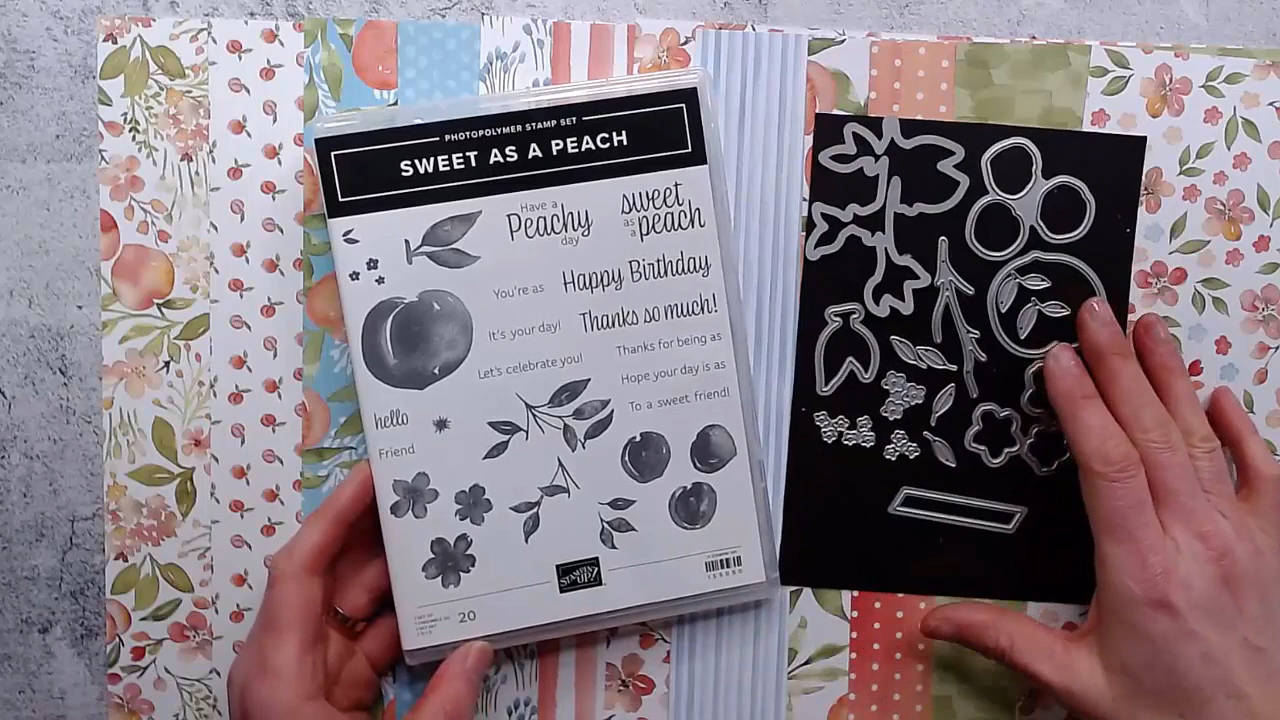 PHOTOPOLYMER STAMP SET
SWEET AS A PEACH
Have a
Peachy
day
sweet
as a
peach
You're as
Happy Birthday
It's your day!
Thanks so much!
Let's celebrate you!
Thanks for being as
Hope your day is as
To a sweet friend!
hello
Friend
STAMPIN' UP!
20